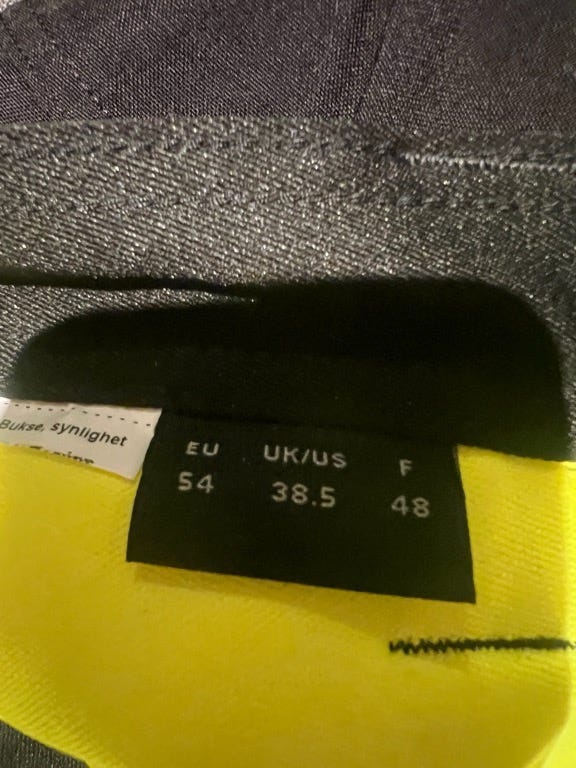 Bukse, synlighet
EU UK/US F
54 38.5 48